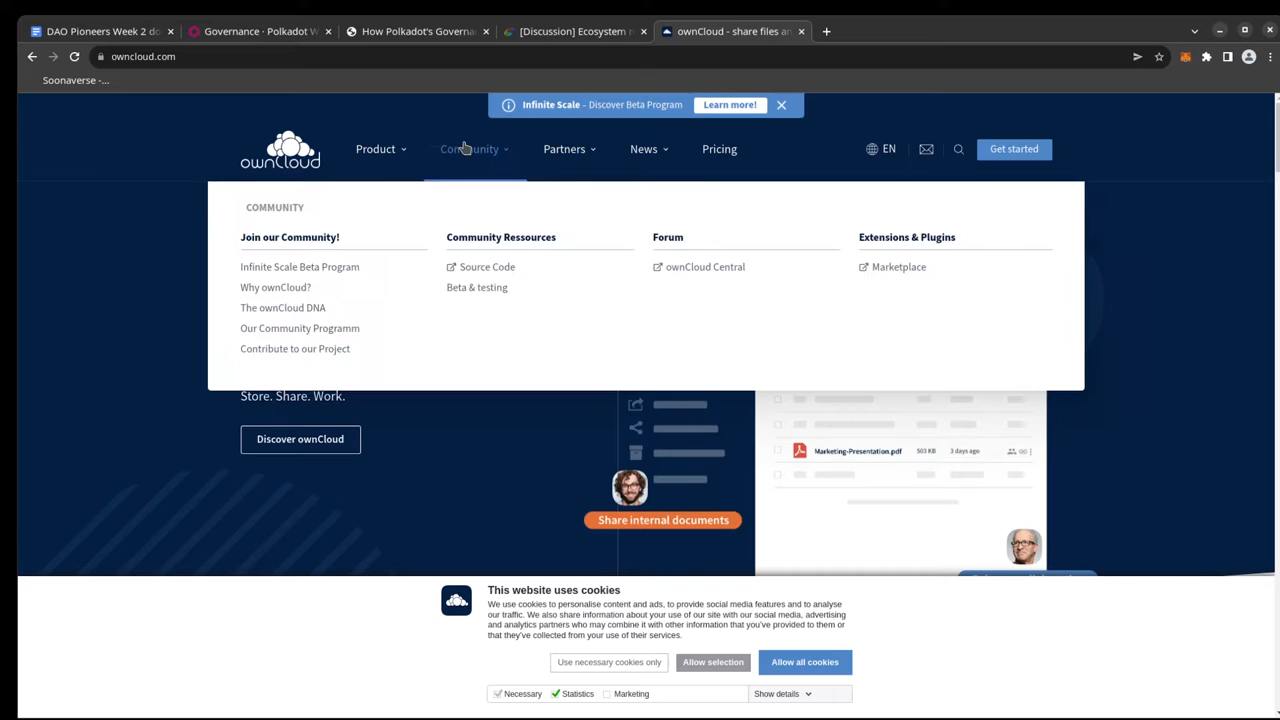 DAO Pioneers Week 2 do
Governance · Polkadot W
How Polkadot's Governa
[Discussion] Ecosystem n
ownCloud - share files an
owncloud.com
Soonaverse -...
Infinite Scale – Discover Beta Program
Learn more!
ownCloud
Product
Community
Partners
News
Pricing
EN
Get started
COMMUNITY
Join our Community!
Community Ressources
Forum
Extensions & Plugins
Infinite Scale Beta Program
Source Code
ownCloud Central
Marketplace
Why ownCloud?
Beta & testing
The ownCloud DNA
Our Community Programm
Contribute to our Project
Store. Share. Work.
Discover ownCloud
Marketing-Presentation.pdf
503 KB
3 days ago
Share internal documents
This website uses cookies
We use cookies to personalise content and ads, to provide social media features and to analyse
our traffic. We also share information about your use of our site with our social media, advertising
and analytics partners who may combine it with other information that you've provided to them or
that they've collected from your use of their services.
Use necessary cookies only
Allow selection
Allow all cookies
Necessary
Statistics
Marketing
Show details